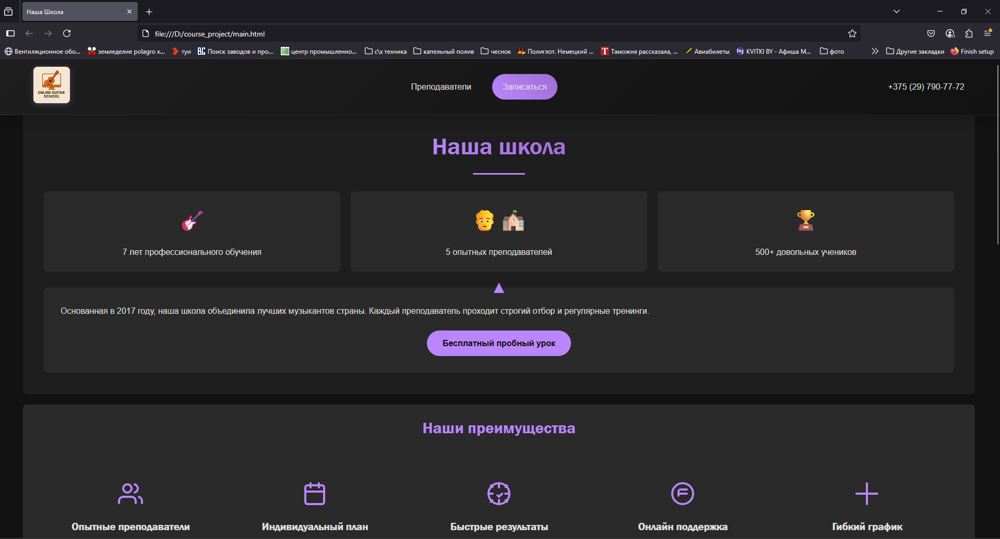 Наша Школа
file:///D:/course_project/main.html
Вентиляционное обо...
земледелие polagro к...
туи
Поиск заводов и про...
центр промышленно...
с\х техника
капельный полив
чеснок
Полиглот. Немецкий ...
Таможня рассказала, ...
Авиабилеты
KVITKI BY - Афиша М...
фото
Другие закладки
Finish setup
ONLINE GUITAR
SCHOOL
Преподаватели
Записаться
+375 (29) 790-77-72
Наша школа
7 лет профессионального обучения
5 опытных преподавателей
500+ довольных учеников
Основанная в 2017 году, наша школа объединила лучших музыкантов страны. Каждый преподаватель проходит строгий отбор и регулярные тренинги.
Бесплатный пробный урок
Наши преимущества
Опытные преподаватели
Индивидуальный план
Быстрые результаты
Онлайн поддержка
Гибкий график